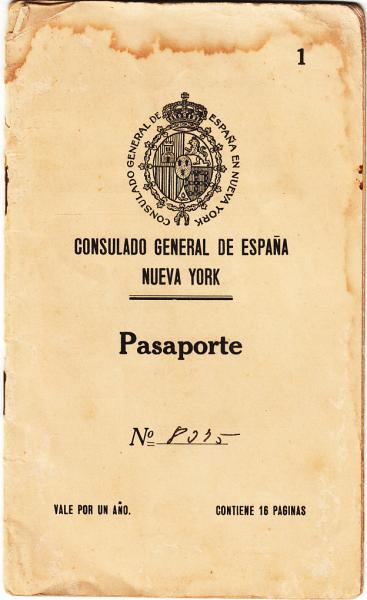 1
CONSULADO GENERAL DE ESPAÑA EN NUEVA YORK
CONSULADO GENERAL DE ESPAÑA
NUEVA YORK
Pasaporte
Nº 8035
VALE POR UN AÑO.
CONTIENE 16 PAGINAS